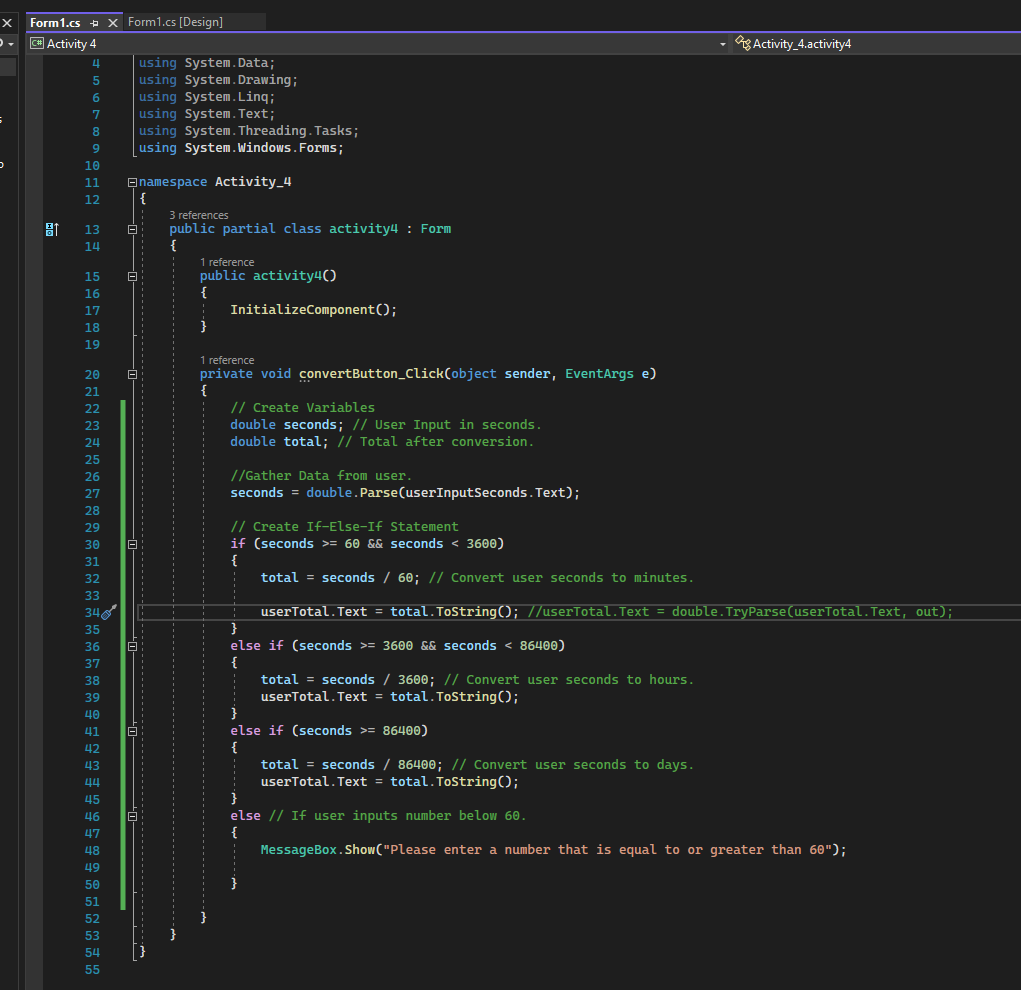 Form1.cs
Form1.cs [Design]
C# Activity 4
Activity_4.activity4
4 using System.Data;
5 using System.Drawing;
6 using System.Linq;
7 using System.Text;
8 using System.Threading.Tasks;
9 using System.Windows.Forms;
10
11 namespace Activity_4
12 {
3 references
13 public partial class activity4 : Form
14 {
1 reference
15 public activity4()
16 {
17 InitializeComponent();
18 }
19
1 reference
20 private void convertButton_Click(object sender, EventArgs e)
21 {
22 // Create Variables
23 double seconds; // User Input in seconds.
24 double total; // Total after conversion.
25
26 //Gather Data from user.
27 seconds = double.Parse(userInputSeconds.Text);
28
29 // Create If-Else-If Statement
30 if (seconds >= 60 && seconds < 3600)
31 {
32 total = seconds / 60; // Convert user seconds to minutes.
33
34 userTotal.Text = total.ToString(); //userTotal.Text = double.TryParse(userTotal.Text, out);
35 }
36 else if (seconds >= 3600 && seconds < 86400)
37 {
38 total = seconds / 3600; // Convert user seconds to hours.
39 userTotal.Text = total.ToString();
40 }
41 else if (seconds >= 86400)
42 {
43 total = seconds / 86400; // Convert user seconds to days.
44 userTotal.Text = total.ToString();
45 }
46 else // If user inputs number below 60.
47 {
48 MessageBox.Show("Please enter a number that is equal to or greater than 60");
49
50 }
51
52 }
53 }
54 }
55